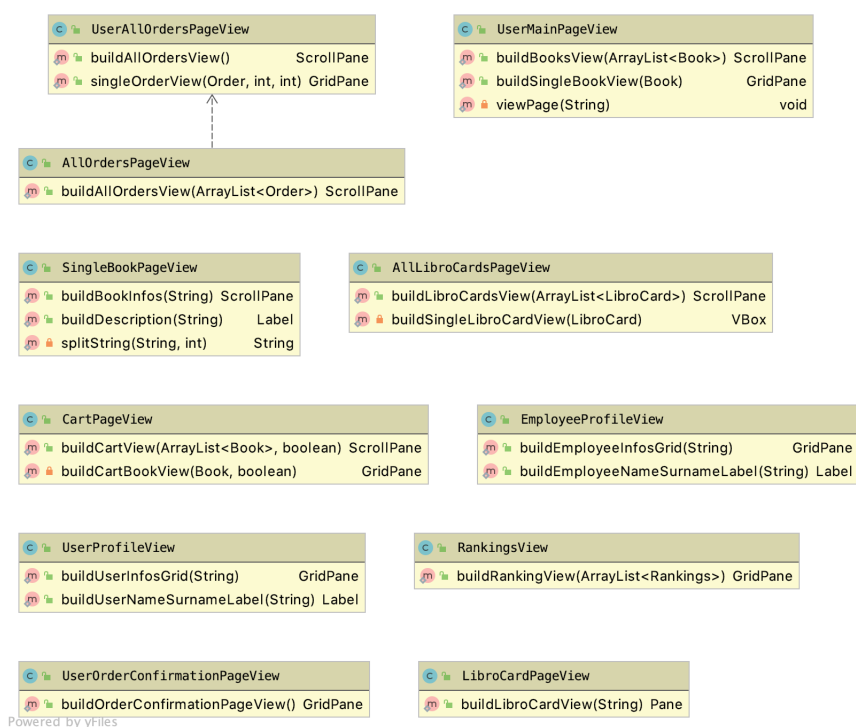 UserAllOrdersPageView
buildAllOrdersView() ScrollPane
singleOrderView(Order, int, int) GridPane
UserMainPageView
buildBooksView(ArrayList<Book>) ScrollPane
buildSingleBookView(Book) GridPane
viewPage(String) void
AllOrdersPageView
buildAllOrdersView(ArrayList<Order>) ScrollPane
SingleBookPageView
buildBookInfos(String) ScrollPane
buildDescription(String) Label
splitString(String, int) String
AllLibroCardsPageView
buildLibroCardsView(ArrayList<LibroCard>) ScrollPane
buildSingleLibroCardView(LibroCard) VBox
CartPageView
buildCartView(ArrayList<Book>, boolean) ScrollPane
buildCartBookView(Book, boolean) GridPane
EmployeeProfileView
buildEmployeeInfosGrid(String) GridPane
buildEmployeeNameSurnameLabel(String) Label
UserProfileView
buildUserInfosGrid(String) GridPane
buildUserNameSurnameLabel(String) Label
RankingsView
buildRankingView(ArrayList<Rankings>) GridPane
UserOrderConfirmationPageView
buildOrderConfirmationPageView() GridPane
LibroCardPageView
buildLibroCardView(String) Pane
Powered by yFiles